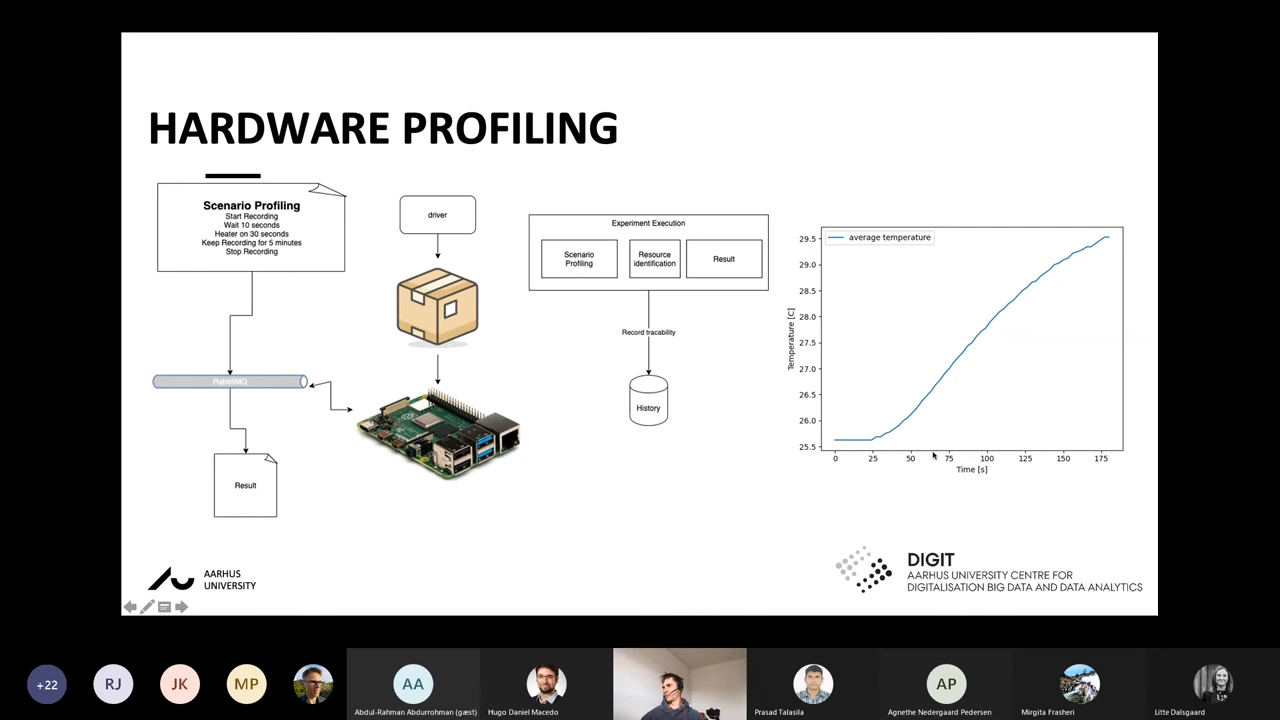 HARDWARE PROFILING
Scenario Profiling
Start Recording
Wait 10 seconds
Heater on 30 seconds
Keep Recording for 5 minutes
Stop Recording
RabbitMQ
Result
driver
Experiment Execution
Scenario
Profiling
Resource
identification
Result
Record tracability
History
average temperature
Temperature [C]
29.5
29.0
28.5
28.0
27.5
27.0
26.5
26.0
25.5
0 25 50 75 100 125 150 175
Time [s]
AARHUS
UNIVERSITY
DIGIT
AARHUS UNIVERSITY CENTRE FOR
DIGITALISATION BIG DATA AND DATA ANALYTICS
+22
RJ
JK
MP
AA
Abdul-Rahman Abdurrohman (gæst)
Hugo Daniel Macedo
Prasad Talasila
AP
Agnethe Nedergaard Pedersen
Mirgita Frasheri
Litte Dalsgaard